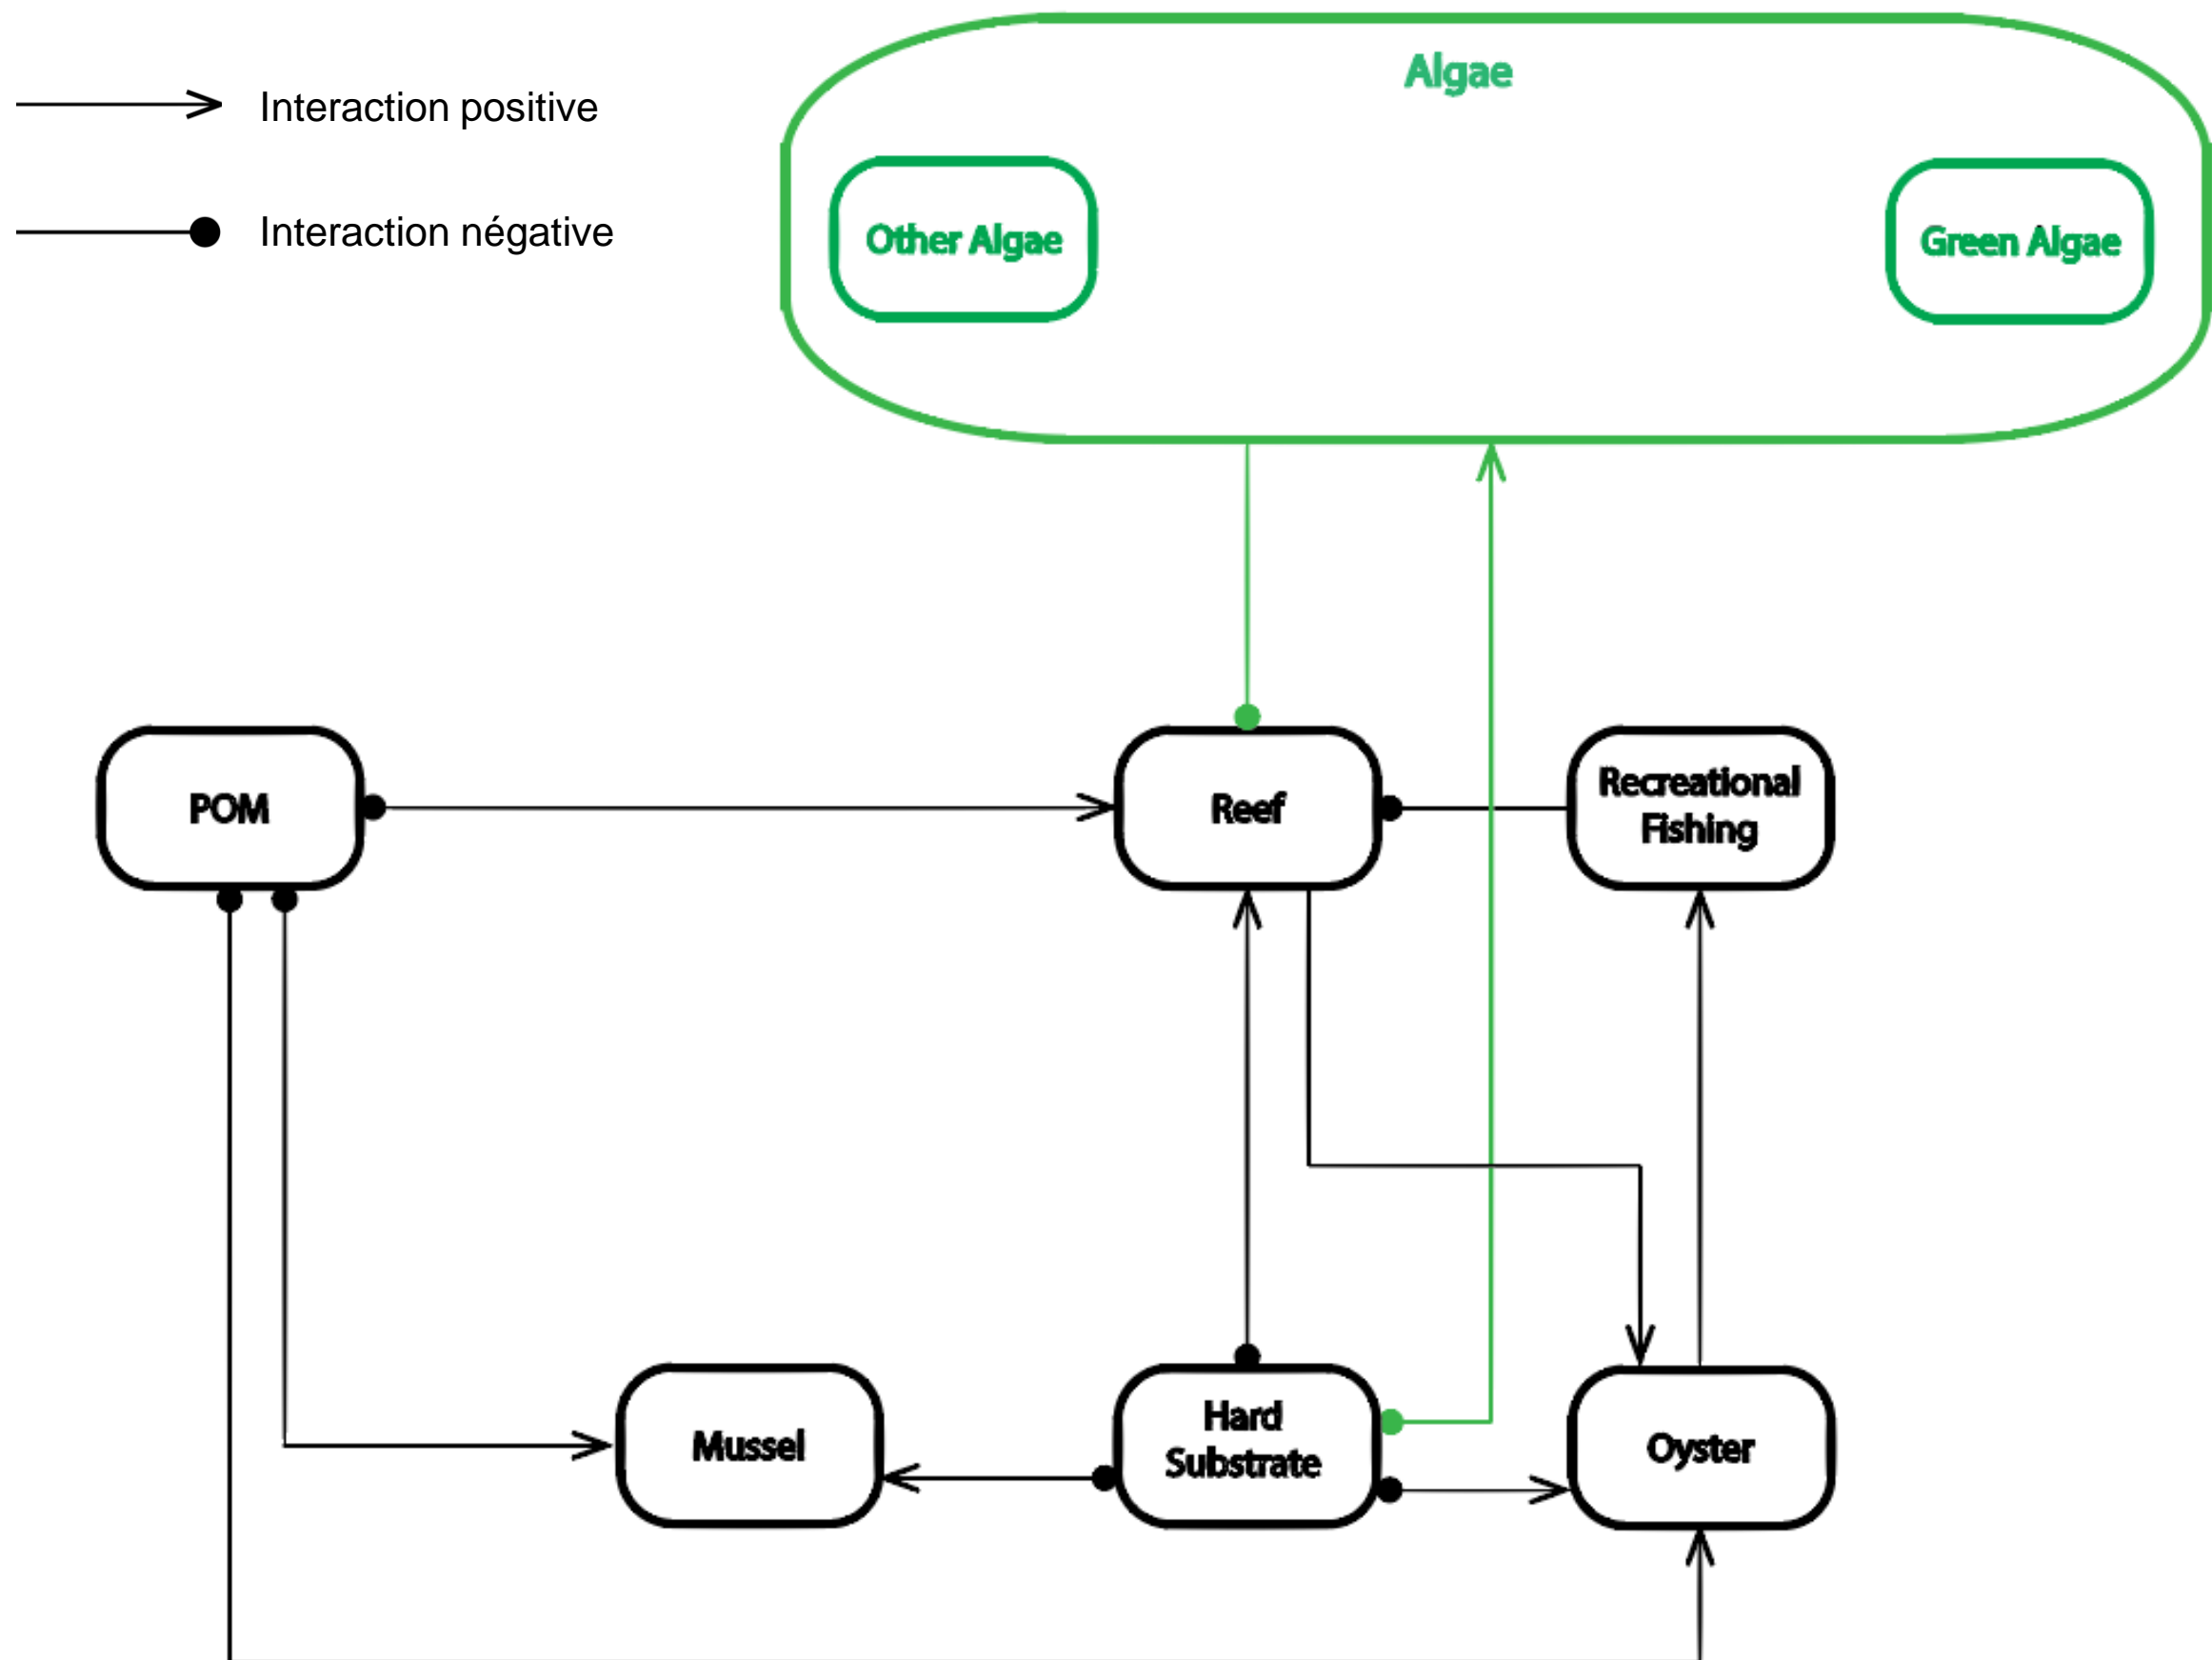 Algae
Interaction positive
Interaction négative
Other Algae
Green Algae
POM
Reef
Recreational
Fishing
Mussel
Hard
Substrate
Oyster